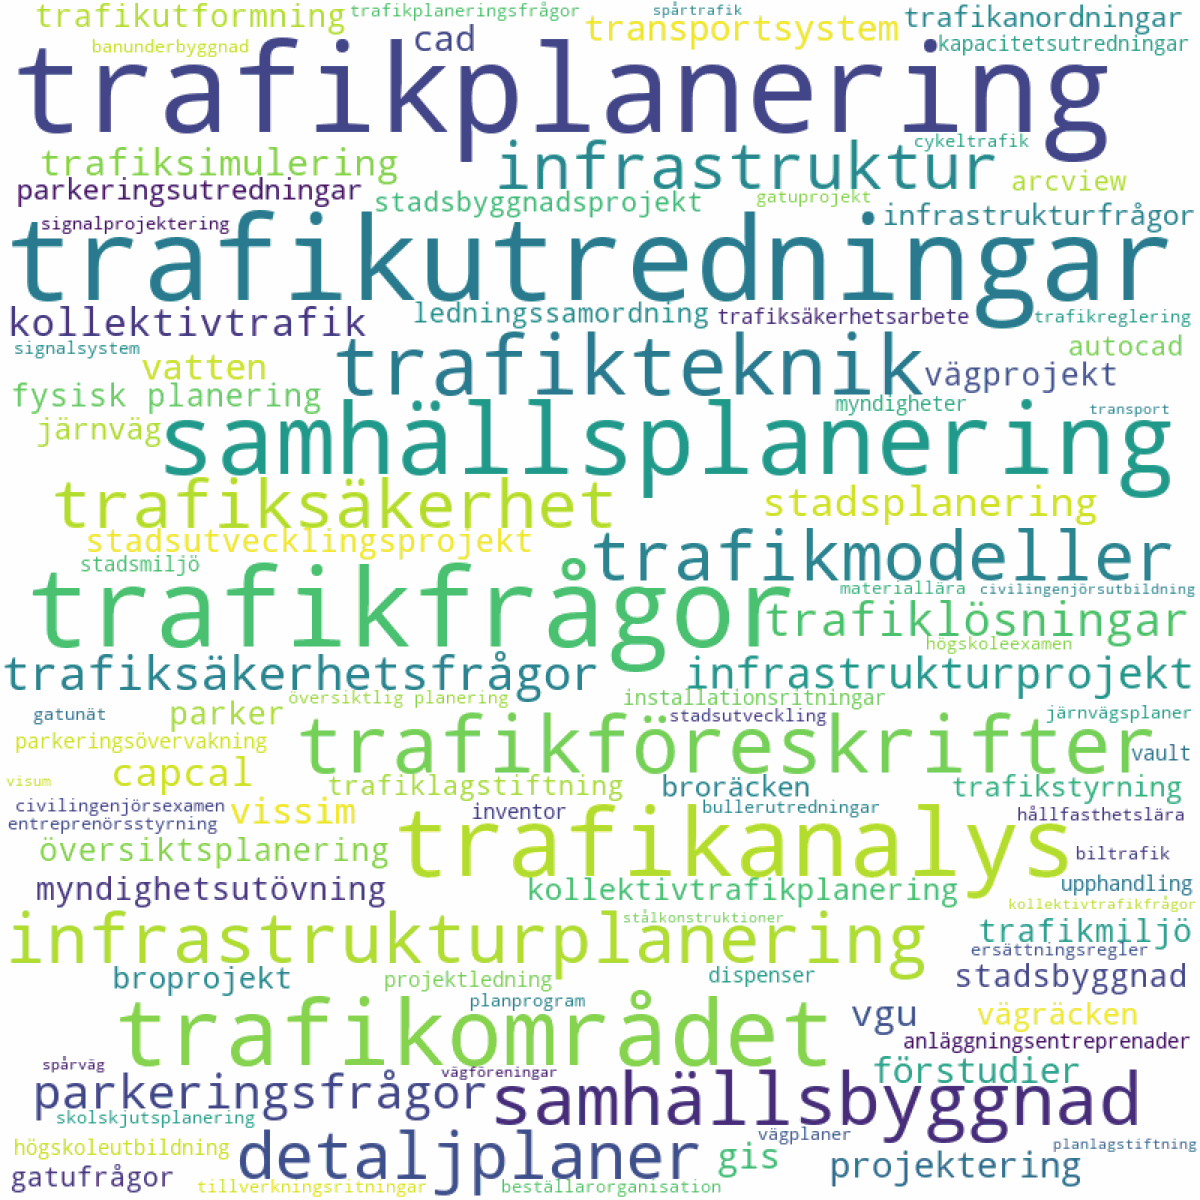 trafikutformning
trafikplaneringsfrågor
spårtrafik
transportsystem
trafikanordningar
banunderbyggnad
cad
kapacitetsutredningar
trafikplanering
trafiksimulering
infrastruktur
cykeltrafik
arcview
parkeringsutredningar
stadsbyggnadsprojekt
gatuprojekt
infrastrukturfrågor
signalprojektering
trafikutredningar
kollektivtrafik
ledningssamordning
trafiksäkerhetsarbete
trafikreglering
signalsystem
vatten
trafikteknik
autocad
vägprojekt
fysisk planering
myndigheter
transport
järnväg
samhällsplanering
trafiksäkerhet
stadsplanering
stadsutvecklingsprojekt
trafikmodeller
stadsmiljö
trafikfrågor
materiallära
civilingenjörsutbildning
trafiklösningar
högskoleexamen
trafiksäkerhetsfrågor
infrastrukturprojekt
översiktlig planering
installationsritningar
gatunät
parker
stadsutveckling
järnvägsplaner
parkeringsövervakning
trafikföreskrifter
vault
visum
capcal
trafiklagstiftning
broräcken
trafikstyrning
civilingenjörsexamen
vissim
inventor
bullerutredningar
hållfasthetslära
entreprenörsstyrning
trafikanalys
översiktsplanering
biltrafik
myndighetsutövning
kollektivtrafikplanering
upphandling
kollektivtrafikfrågor
infrastrukturplanering
stålkonstruktioner
trafikmiljö
ersättningsregler
broprojekt
projektledning
dispenser
stadsbyggnad
planprogram
trafikområdet
vgu
vägräcken
anläggningsentreprenader
spårväg
vägföreningar
förstudier
parkeringsfrågor
samhällsbyggnad
skolskjutsplanering
högskoleutbildning
detaljplaner
vägplaner
planlagstiftning
gatufrågor
gis
projektering
tillverkningsritningar
beställarorganisation